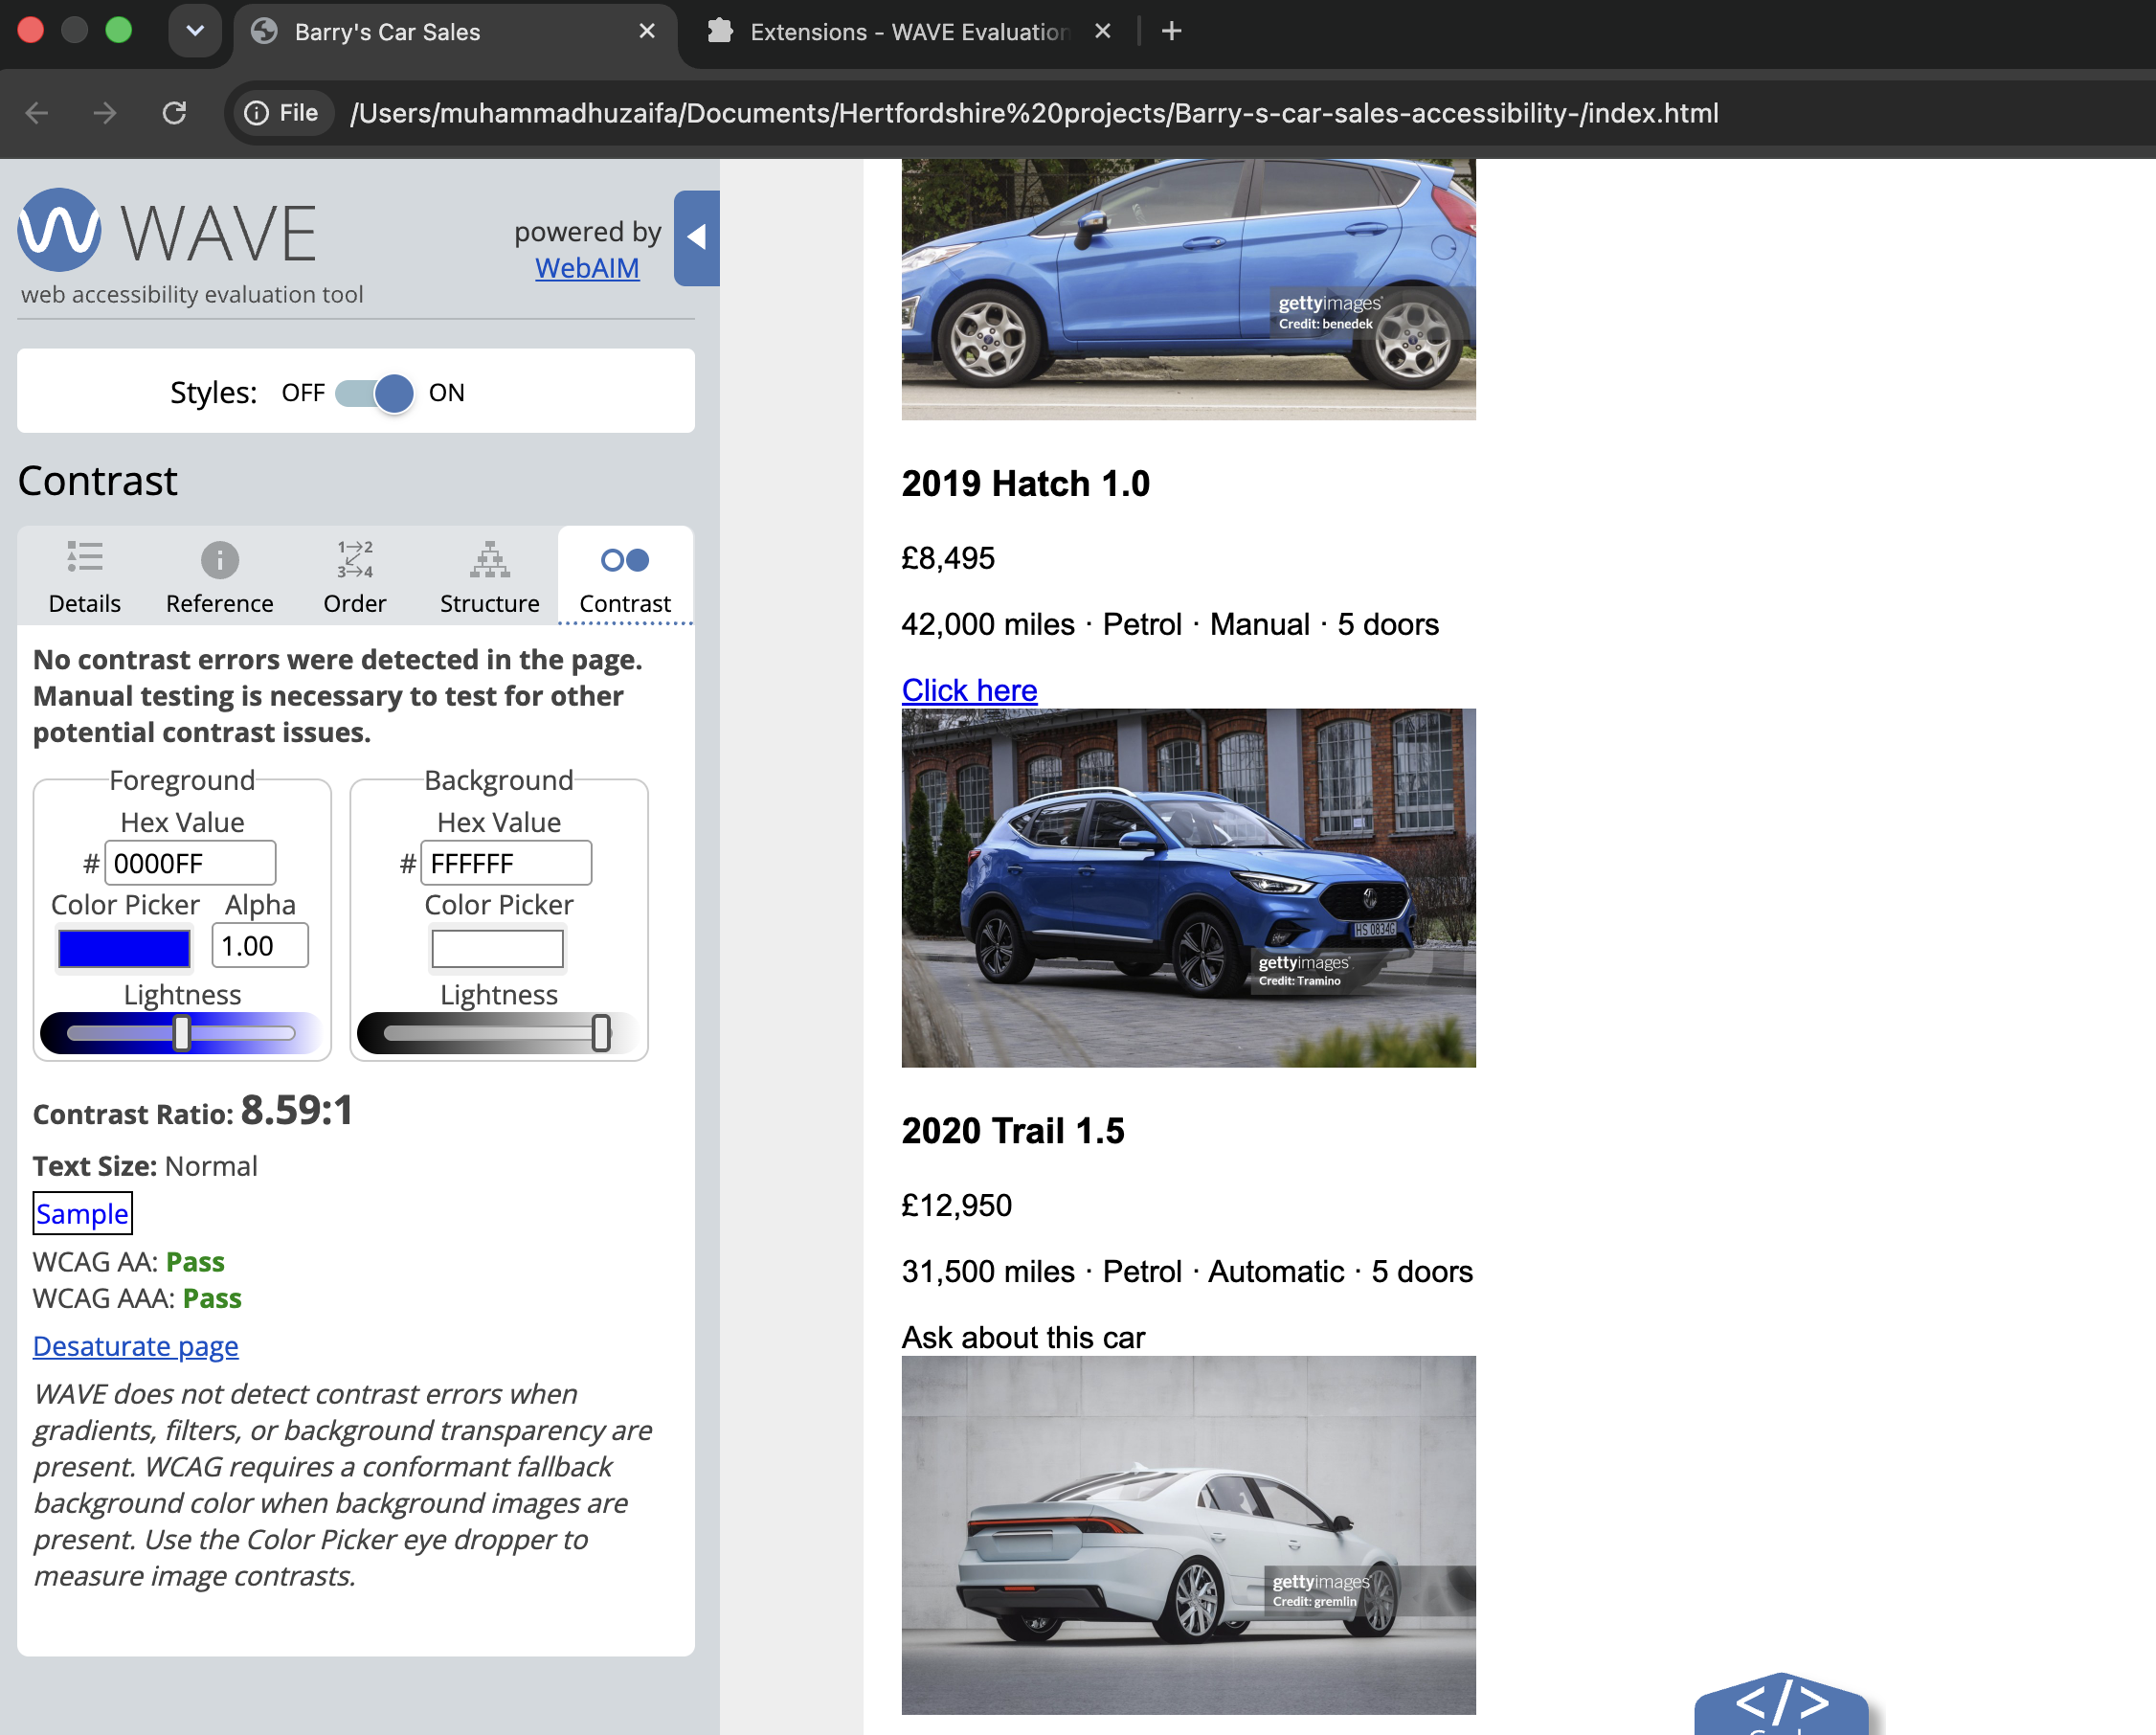 Barry's Car Sales
Extensions - WAVE Evaluation
File
/Users/muhammadhuzaifa/Documents/Hertfordshire%20projects/Barry-s-car-sales-accessibility-/index.html
WAVE
web accessibility evaluation tool
powered by
WebAIM
Styles: OFF ON
Contrast
Details
Reference
1→2
3→4
Order
Structure
Contrast
No contrast errors were detected in the page.
Manual testing is necessary to test for other
potential contrast issues.
Foreground
Hex Value
# 0000FF
Color Picker Alpha
1.00
Lightness
Background
Hex Value
# FFFFFF
Color Picker
Lightness
Contrast Ratio: 8.59:1
Text Size: Normal
Sample
WCAG AA: Pass
WCAG AAA: Pass
Desaturate page
WAVE does not detect contrast errors when
gradients, filters, or background transparency are
present. WCAG requires a conformant fallback
background color when background images are
present. Use the Color Picker eye dropper to
measure image contrasts.
gettyimages
Credit: benedek
2019 Hatch 1.0
£8,495
42,000 miles · Petrol · Manual · 5 doors
Click here
HS 0834G
gettyimages
Credit: Tramino
2020 Trail 1.5
£12,950
31,500 miles · Petrol · Automatic · 5 doors
Ask about this car
gettyimages
Credit: gremlin
</>